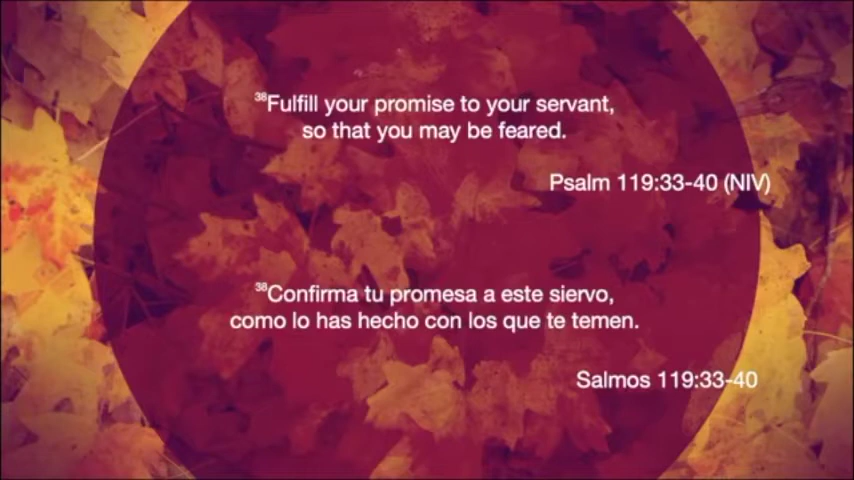 ³⁸Fulfill your promise to your servant,
so that you may be feared.
Psalm 119:33-40 (NIV)
³⁸Confirma tu promesa a este siervo,
como lo has hecho con los que te temen.
Salmos 119:33-40